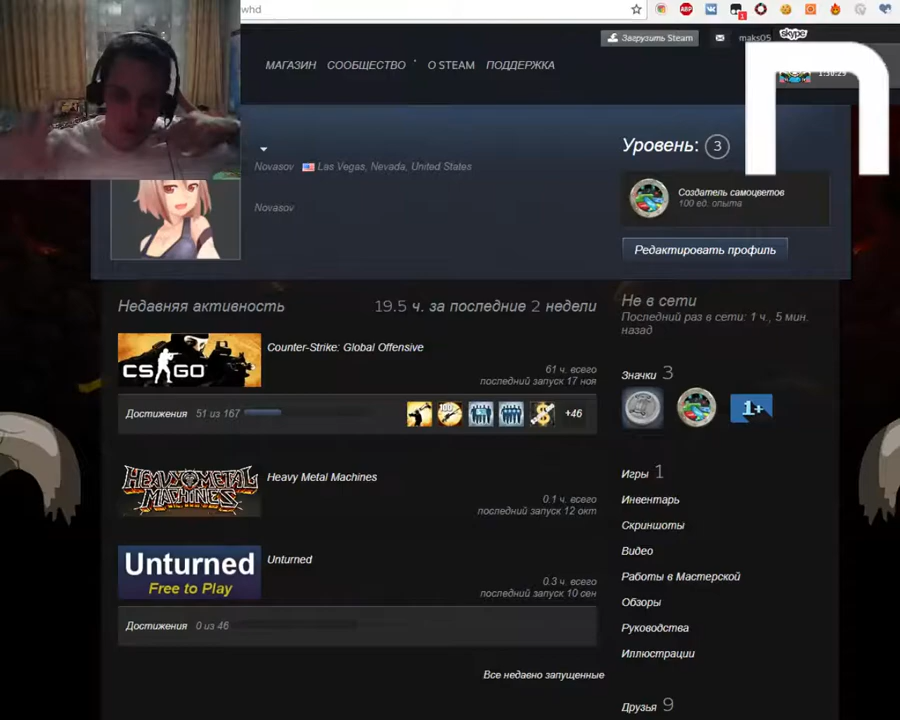 whd
Загрузить Steam
maks05
skype
1:30:29
МАГАЗИН СООБЩЕСТВО О STEAM ПОДДЕРЖКА
Уровень: 3
Novasov Las Vegas, Nevada, United States
Создатель самоцветов
100 ед. опыта
Novasov
Редактировать профиль
Недавняя активность 19.5 ч. за последние 2 недели
Не в сети
Последний раз в сети: 1 ч., 5 мин.
назад
CS GO
Counter-Strike: Global Offensive
61 ч. всего
последний запуск 17 ноя
Значки 3
Достижения 51 из 167
100
+46
1+
HEAVY METAL MACHINES
Heavy Metal Machines
0.1 ч. всего
последний запуск 12 окт
Игры 1
Инвентарь
Скриншоты
Видео
Unturned
Free to Play
Unturned
0.3 ч. всего
последний запуск 10 сен
Работы в Мастерской
Обзоры
Достижения 0 из 46
Руководства
Иллюстрации
Все недавно запущенные
Друзья 9